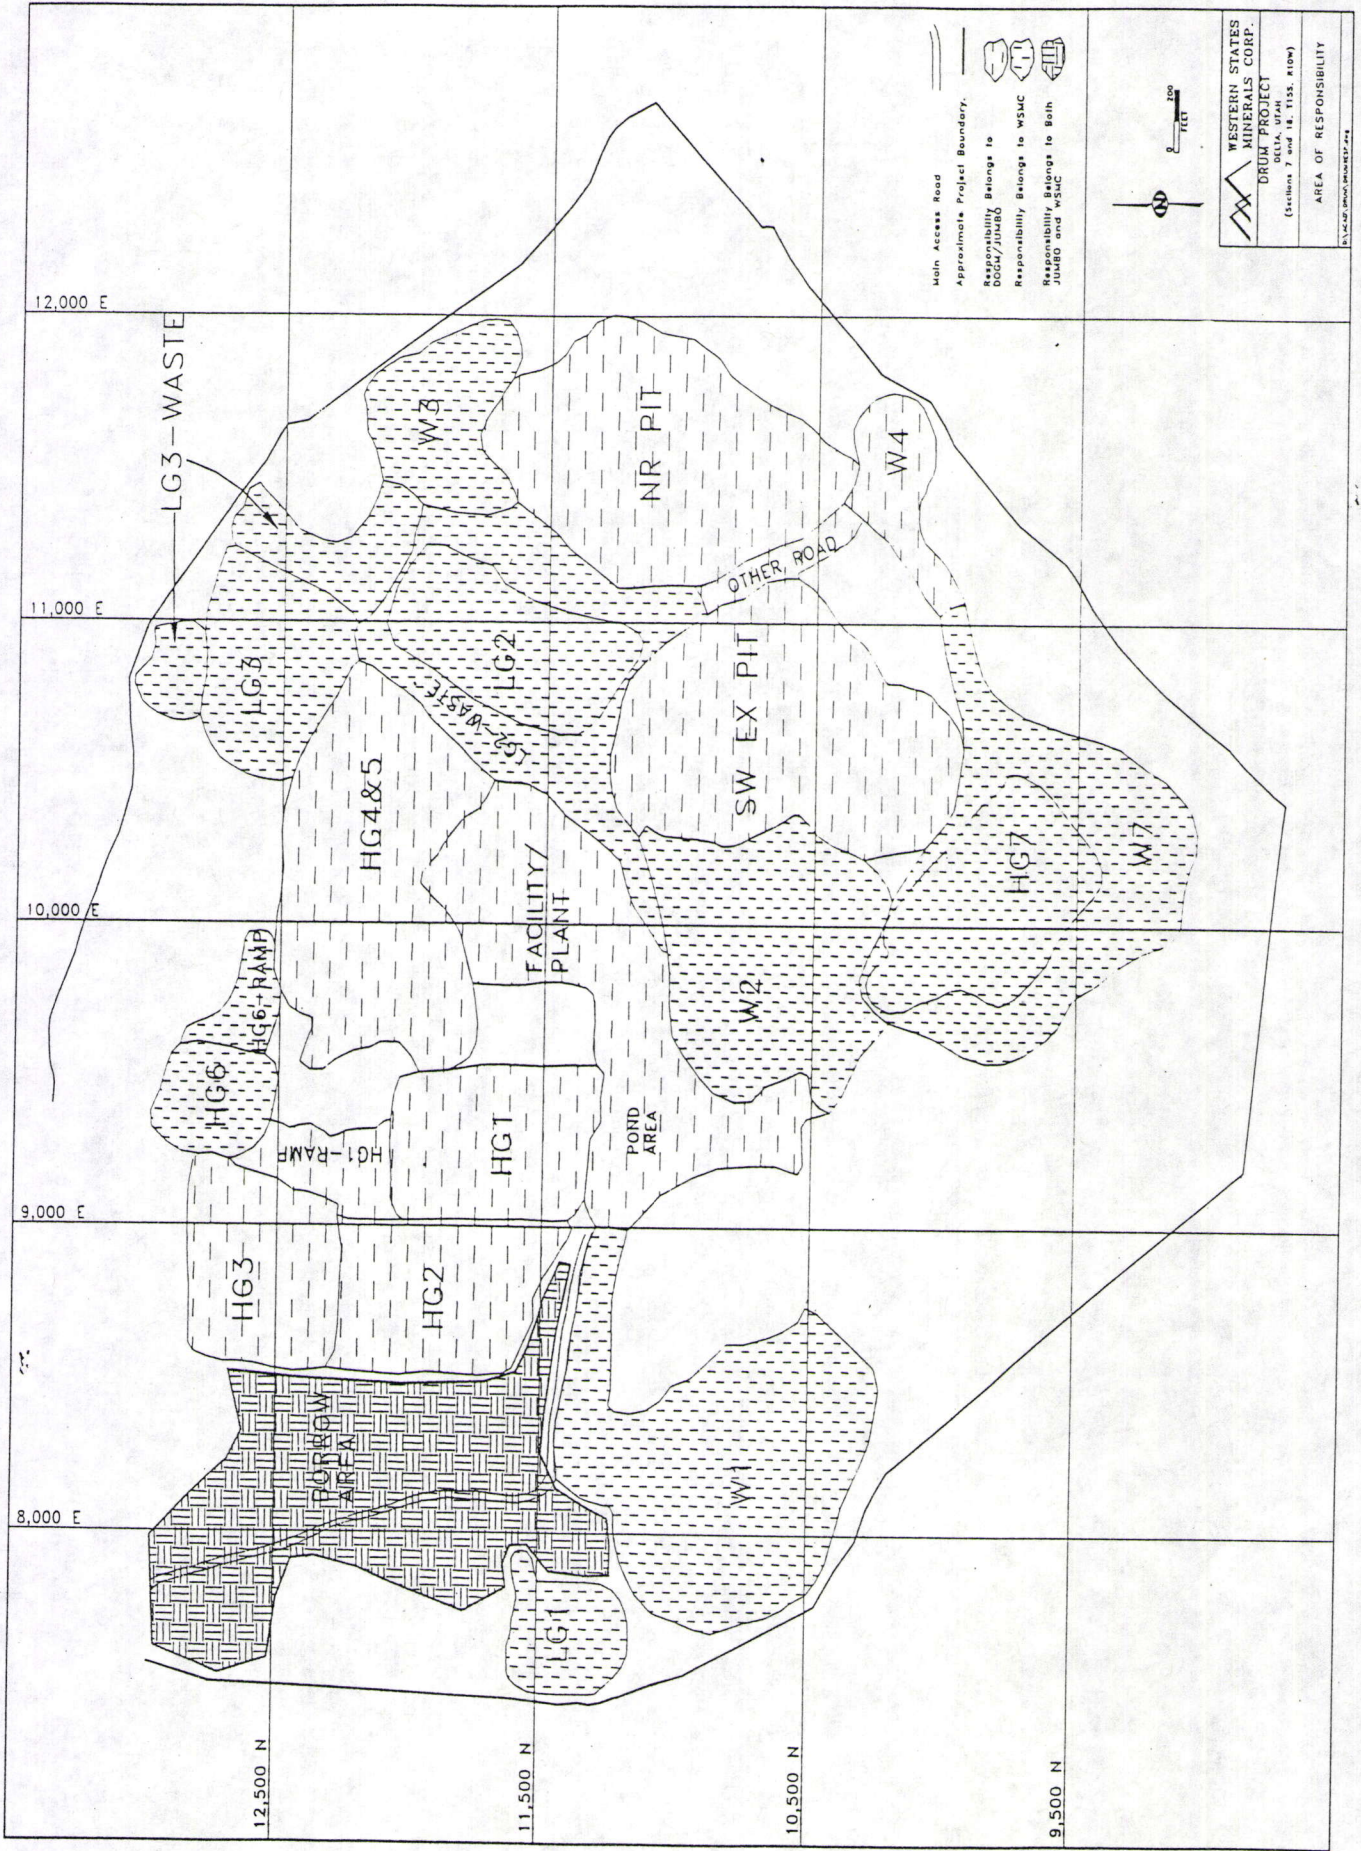 12,000 E
11,000 E
10,000 E
9,000 E
8,000 E
12,500 N
11,500 N
10,500 N
9,500 N
LG3-WASTE
LG3
W3
NR PIT
W4
OTHER ROAD
LG2
LG2-WASTE
SW EX PIT
HG4&5
FACILITY/
PLANT
HG7
W7
W2
HG6+RAMP
HG6
HG1-RAMP
HG1
POND
AREA
HG3
HG2
BORROW
AREA
W1
LG1
Main Access Road
Approximate Project Boundary.
Responsibility Belongs to
DOGM/JUMBO
Responsibility Belongs to WSMC
Responsibility Belongs to Both
JUMBO and WSMC
N
0 200
FEET
WESTERN STATES
MINERALS CORP.
DRUM PROJECT
DELTA, UTAH
(Sections 7 and 18, T15S, R10W)
AREA OF RESPONSIBILITY